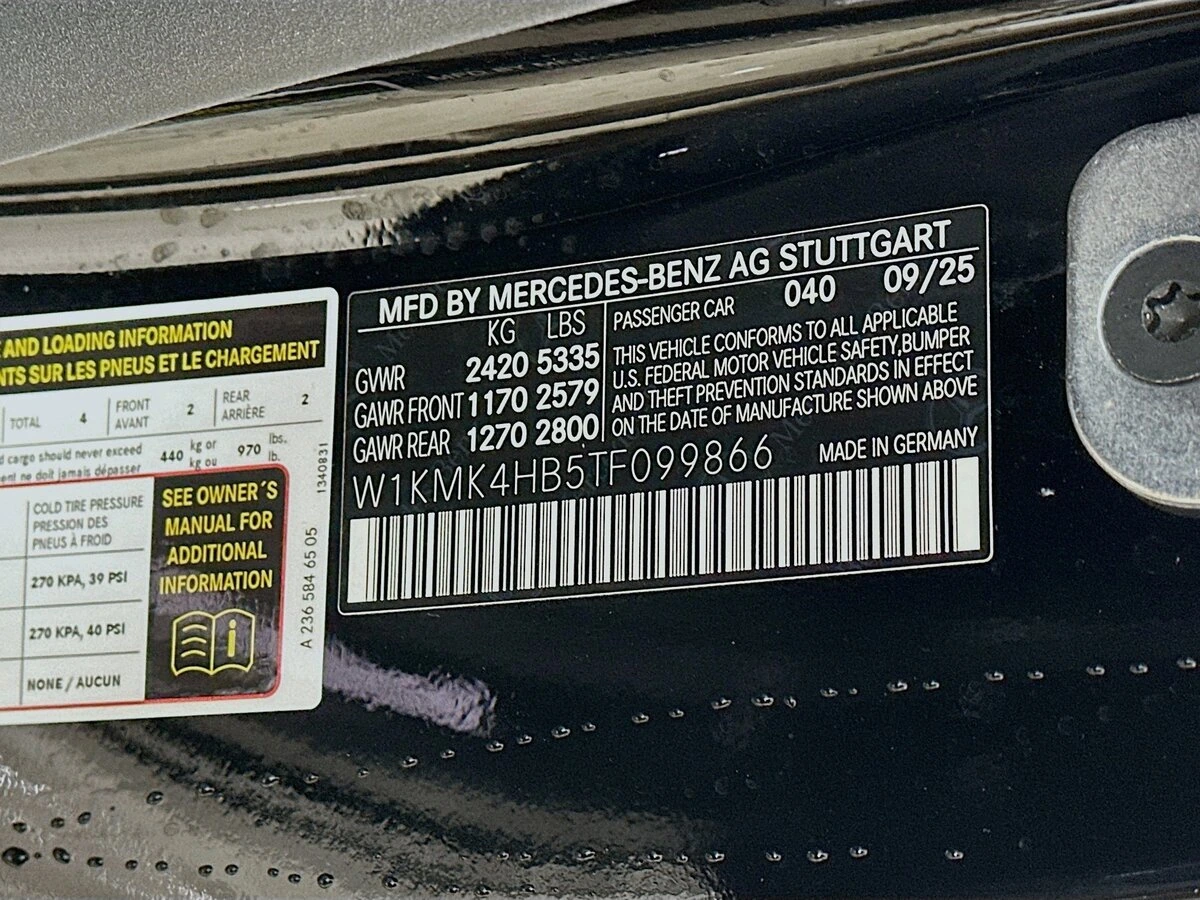 E AND LOADING INFORMATION
NTS SUR LES PNEUS ET LE CHARGEMENT
TOTAL 4 FRONT AVANT 2 REAR ARRIÈRE 2
d cargo should never exceed 440 kg or 970 lbs.
ent ne doit jamais dépasser kg ou lb.
COLD TIRE PRESSURE
PRESSION DES
PNEUS À FROID
270 KPA, 39 PSI
270 KPA, 40 PSI
NONE / AUCUN
SEE OWNER´S
MANUAL FOR
ADDITIONAL
INFORMATION
1340831
A 236 584 65 05
MFD BY MERCEDES-BENZ AG STUTTGART
KG LBS
GVWR 2420 5335
GAWR FRONT 1170 2579
GAWR REAR 1270 2800
PASSENGER CAR 040 09/25
THIS VEHICLE CONFORMS TO ALL APPLICABLE
U.S. FEDERAL MOTOR VEHICLE SAFETY,BUMPER
AND THEFT PREVENTION STANDARDS IN EFFECT
ON THE DATE OF MANUFACTURE SHOWN ABOVE
W1KMK4HB5TF099866 MADE IN GERMANY